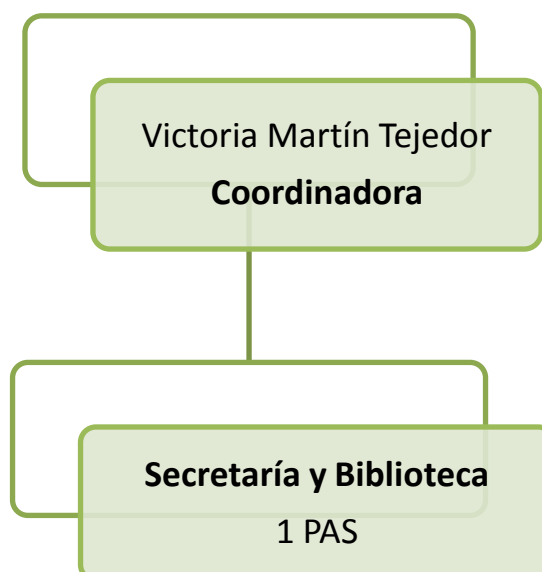 Victoria Martín Tejedor
Coordinadora
Secretaría y Biblioteca
1 PAS